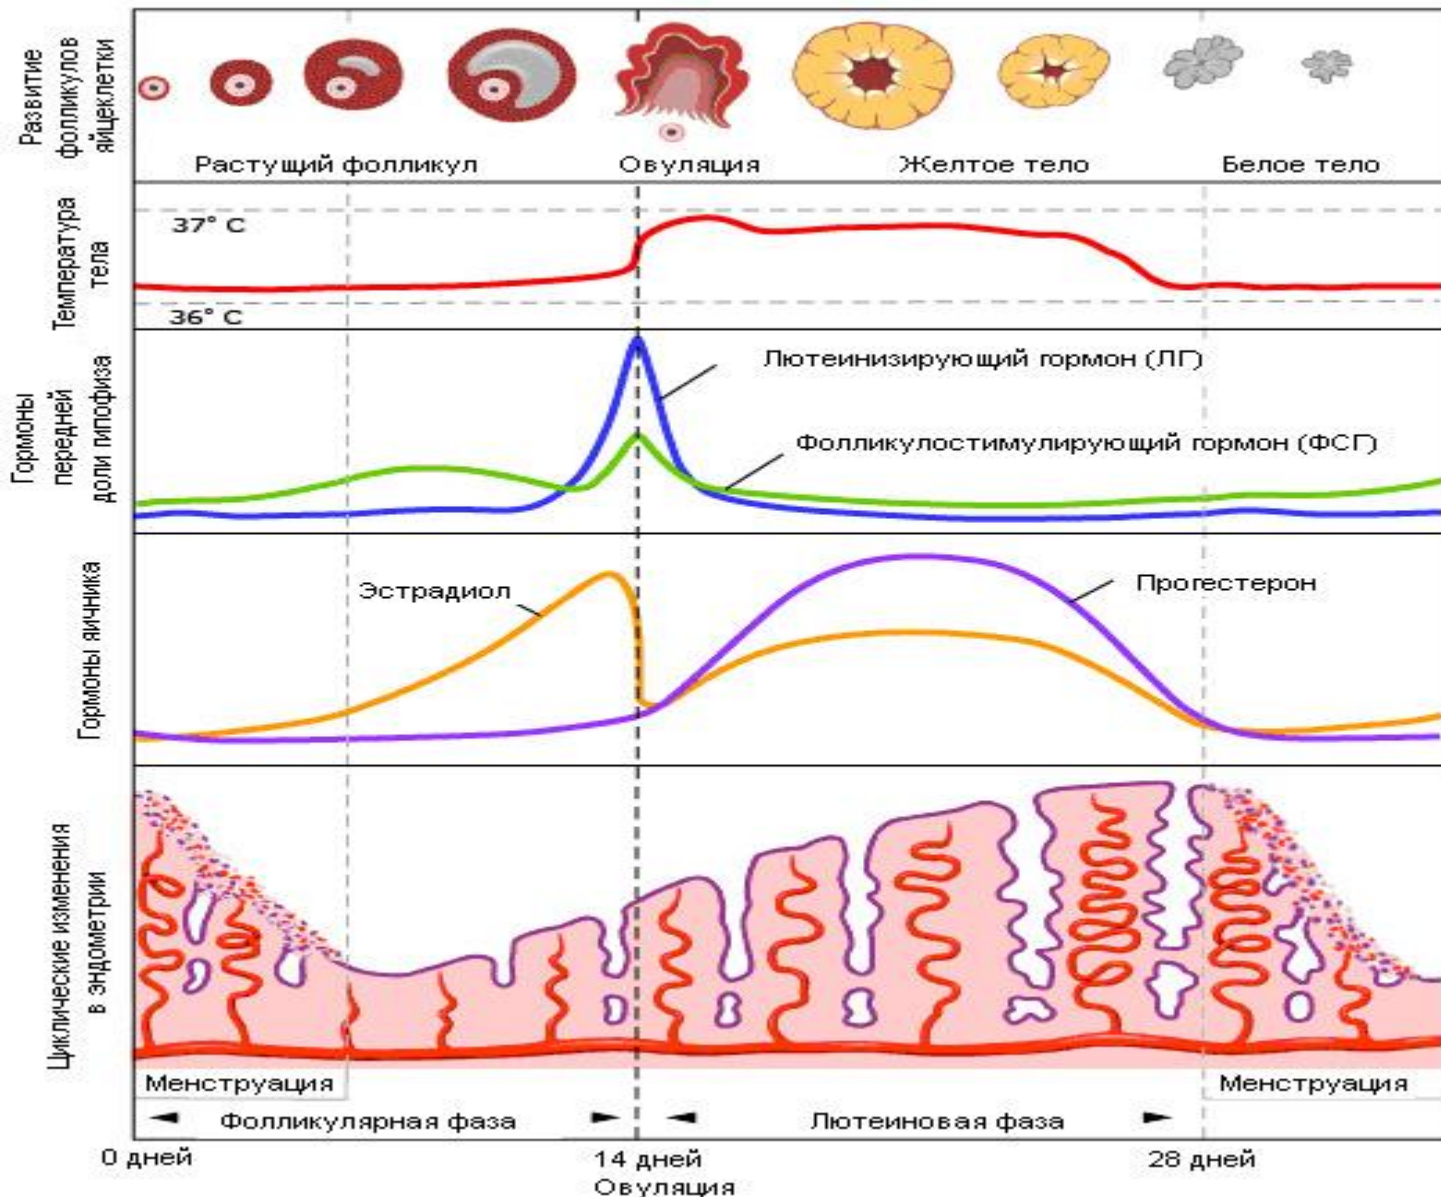 Развитие
фолликулов
яйцеклетки
Растущий фолликул
Овуляция
Желтое тело
Белое тело
Температура
тела
37° C
36° C
Гормоны
передней
доли гипофиза
Лютеинизирующий гормон (ЛГ)
Фолликулостимулирующий гормон (ФСГ)
Гормоны яичника
Эстрадиол
Прогестерон
Циклические изменения
в эндометрии
Менструация
Менструация
Фолликулярная фаза
Лютеиновая фаза
0 дней
14 дней
28 дней
Овуляция